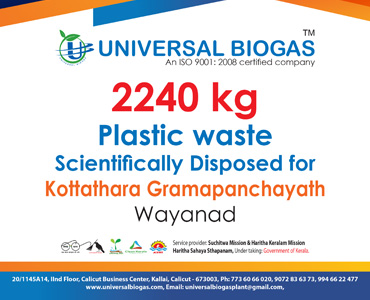 UNIVERSAL BIOGAS TM
An ISO 9001: 2008 certified company
2240 kg
Plastic waste
Scientifically Disposed for
Kottathara Gramapanchayath
Wayanad
Service provider: Suchitwa Mission & Haritha Keralam Mission
Haritha Sahaya Sthapanam, Under taking: Government of Kerala.
20/1145A14, IInd Floor, Calicut Business Center, Kallai, Calicut - 673003, Ph: 773 60 66 020, 9072 83 63 73, 994 66 22 477
www.universalbiogas.com, Email: universalbiogasplant@gmail.com,